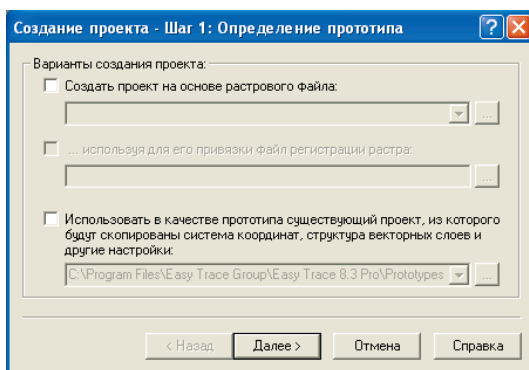 Создание проекта - Шаг 1: Определение прототипа
Варианты создания проекта:
Создать проект на основе растрового файла:
...
... используя для его привязки файл регистрации растра:
...
Использовать в качестве прототипа существующий проект, из которого
будут скопированы система координат, структура векторных слоев и
другие настройки:
C:\Program Files\Easy Trace Group\Easy Trace 8.3 Pro\Prototypes
...
< Назад
Далее >
Отмена
Справка